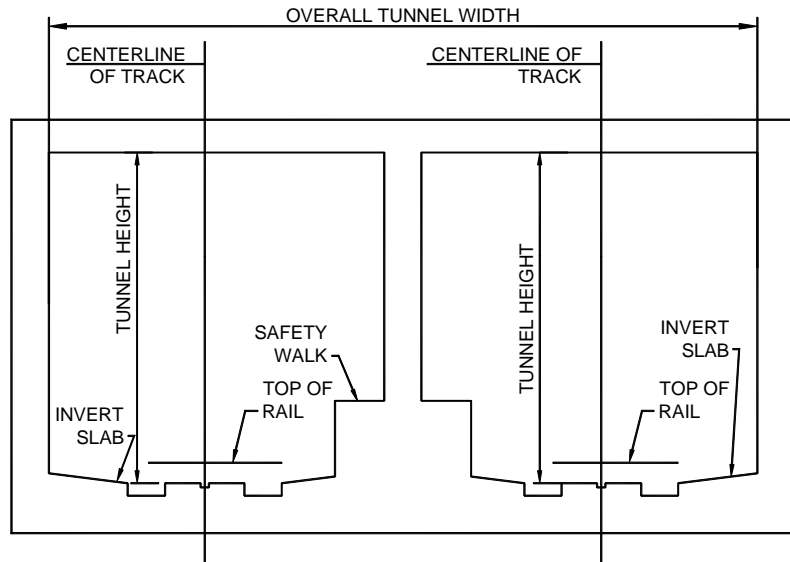 OVERALL TUNNEL WIDTH
CENTERLINE
OF TRACK
CENTERLINE OF
TRACK
TUNNEL HEIGHT
TUNNEL HEIGHT
SAFETY
WALK
INVERT
SLAB
TOP OF
RAIL
TOP OF
RAIL
INVERT
SLAB